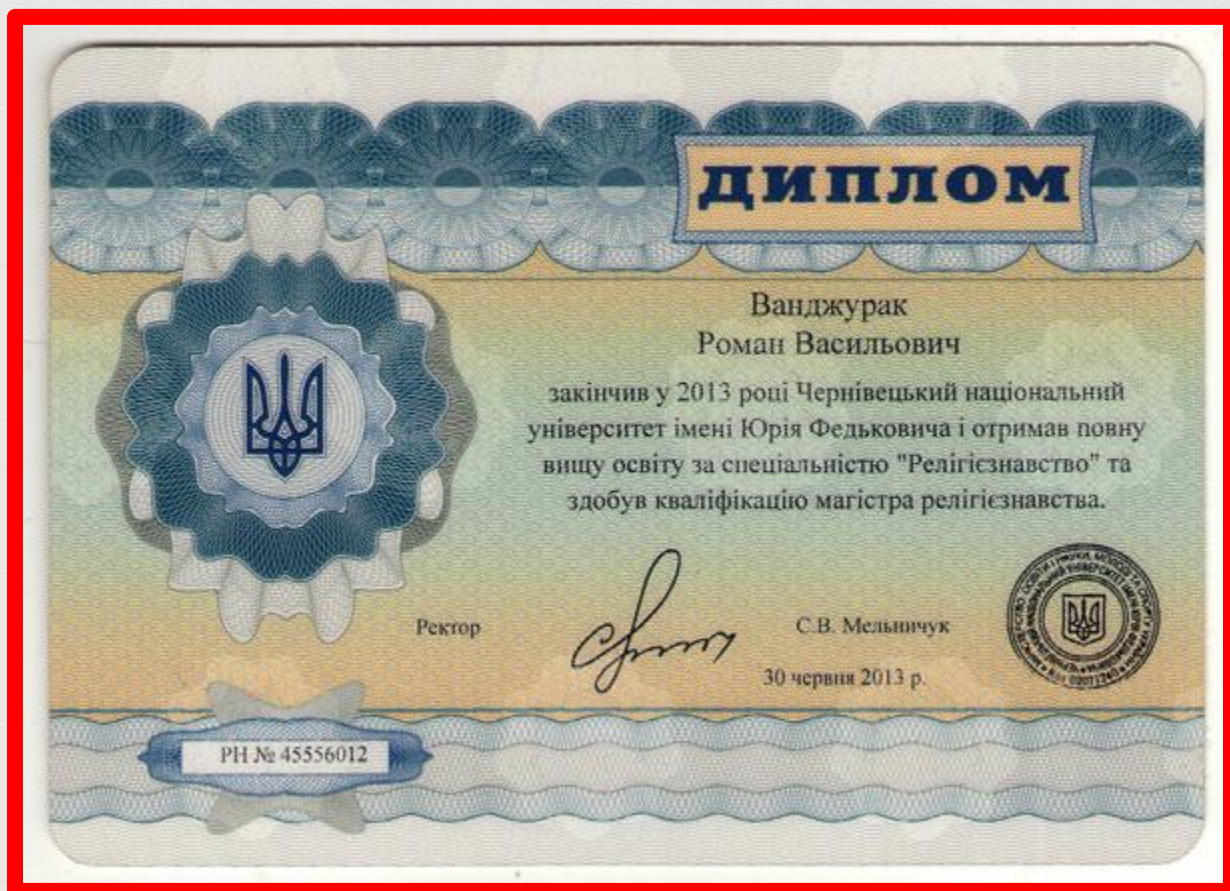 ДИПЛОМ
Ванджурак
Роман Васильович
закінчив у 2013 році Чернівецький національний
університет імені Юрія Федьковича і отримав повну
вищу освіту за спеціальністю "Релігієзнавство" та
здобув кваліфікацію магістра релігієзнавства.
Ректор
С.В. Мельничук
30 червня 2013 р.
РН № 45556012